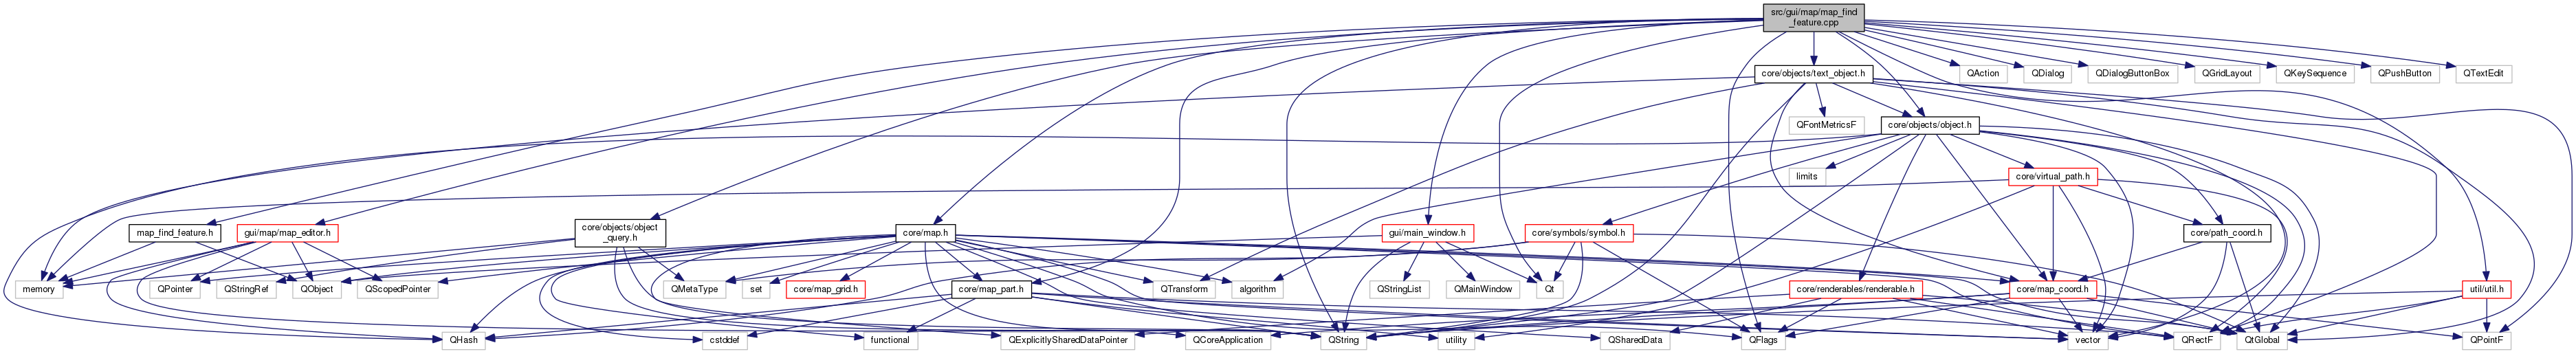 src/gui/map/map_find
_feature.cpp
core/objects/text_object.h
QAction
QDialog
QDialogButtonBox
QGridLayout
QKeySequence
QPushButton
QTextEdit
QFontMetricsF
core/objects/object.h
limits
core/virtual_path.h
map_find_feature.h
gui/map/map_editor.h
core/objects/object
_query.h
core/map.h
gui/main_window.h
core/symbols/symbol.h
core/path_coord.h
memory
QPointer
QStringRef
QObject
QScopedPointer
QMetaType
set
core/map_grid.h
core/map_part.h
QTransform
algorithm
QStringList
QMainWindow
Qt
core/renderables/renderable.h
core/map_coord.h
util/util.h
QHash
cstddef
functional
QExplicitlySharedDataPointer
QCoreApplication
QString
utility
QSharedData
QFlags
vector
QRectF
QtGlobal
QPointF